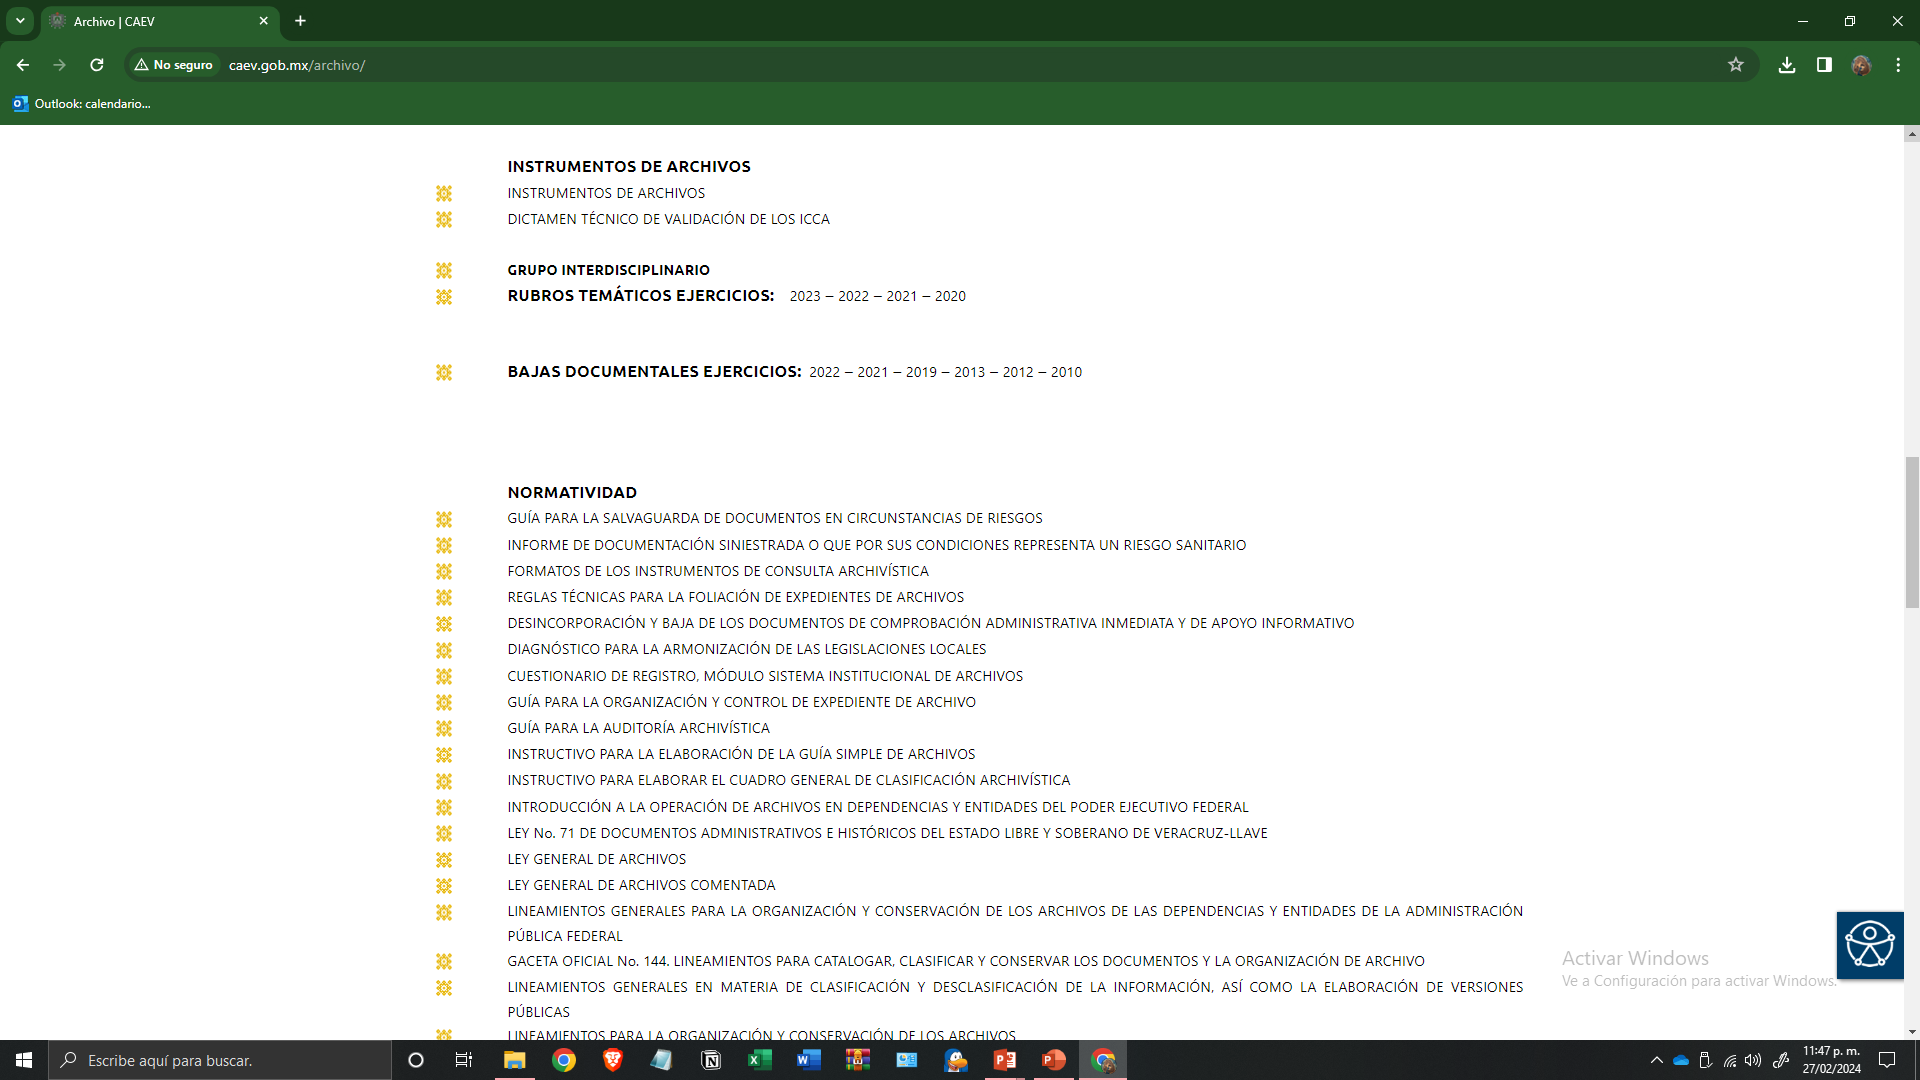 Archivo | CAEV
No seguro
caev.gob.mx/archivo/
Outlook: calendario...
INSTRUMENTOS DE ARCHIVOS
INSTRUMENTOS DE ARCHIVOS
DICTAMEN TÉCNICO DE VALIDACIÓN DE LOS ICCA
GRUPO INTERDISCIPLINARIO
RUBROS TEMÁTICOS EJERCICIOS: 2023 – 2022 – 2021 – 2020
BAJAS DOCUMENTALES EJERCICIOS: 2022 – 2021 – 2019 – 2013 – 2012 – 2010
NORMATIVIDAD
GUÍA PARA LA SALVAGUARDA DE DOCUMENTOS EN CIRCUNSTANCIAS DE RIESGOS
INFORME DE DOCUMENTACIÓN SINIESTRADA O QUE POR SUS CONDICIONES REPRESENTA UN RIESGO SANITARIO
FORMATOS DE LOS INSTRUMENTOS DE CONSULTA ARCHIVÍSTICA
REGLAS TÉCNICAS PARA LA FOLIACIÓN DE EXPEDIENTES DE ARCHIVOS
DESINCORPORACIÓN Y BAJA DE LOS DOCUMENTOS DE COMPROBACIÓN ADMINISTRATIVA INMEDIATA Y DE APOYO INFORMATIVO
DIAGNÓSTICO PARA LA ARMONIZACIÓN DE LAS LEGISLACIONES LOCALES
CUESTIONARIO DE REGISTRO, MÓDULO SISTEMA INSTITUCIONAL DE ARCHIVOS
GUÍA PARA LA ORGANIZACIÓN Y CONTROL DE EXPEDIENTE DE ARCHIVO
GUÍA PARA LA AUDITORÍA ARCHIVÍSTICA
INSTRUCTIVO PARA LA ELABORACIÓN DE LA GUÍA SIMPLE DE ARCHIVOS
INSTRUCTIVO PARA ELABORAR EL CUADRO GENERAL DE CLASIFICACIÓN ARCHIVÍSTICA
INTRODUCCIÓN A LA OPERACIÓN DE ARCHIVOS EN DEPENDENCIAS Y ENTIDADES DEL PODER EJECUTIVO FEDERAL
LEY No. 71 DE DOCUMENTOS ADMINISTRATIVOS E HISTÓRICOS DEL ESTADO LIBRE Y SOBERANO DE VERACRUZ-LLAVE
LEY GENERAL DE ARCHIVOS
LEY GENERAL DE ARCHIVOS COMENTADA
LINEAMIENTOS GENERALES PARA LA ORGANIZACIÓN Y CONSERVACIÓN DE LOS ARCHIVOS DE LAS DEPENDENCIAS Y ENTIDADES DE LA ADMINISTRACIÓN
PÚBLICA FEDERAL
GACETA OFICIAL No. 144. LINEAMIENTOS PARA CATALOGAR, CLASIFICAR Y CONSERVAR LOS DOCUMENTOS Y LA ORGANIZACIÓN DE ARCHIVO
LINEAMIENTOS GENERALES EN MATERIA DE CLASIFICACIÓN Y DESCLASIFICACIÓN DE LA INFORMACIÓN, ASÍ COMO LA ELABORACIÓN DE VERSIONES
PÚBLICAS
LINEAMIENTOS PARA LA ORGANIZACIÓN Y CONSERVACIÓN DE LOS ARCHIVOS
Activar Windows
Ve a Configuración para activar Windows.
Escribe aquí para buscar.
11:47 p. m.
27/02/2024